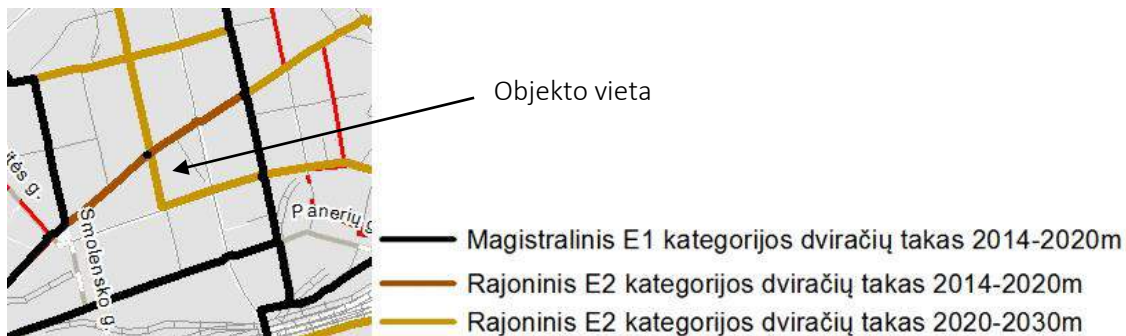 Objekto vieta
itės g.
Smolensko g.
Panerių g
Magistralinis E1 kategorijos dviračių takas 2014-2020m
Rajoninis E2 kategorijos dviračių takas 2014-2020m
Rajoninis E2 kategorijos dviračių takas 2020-2030m